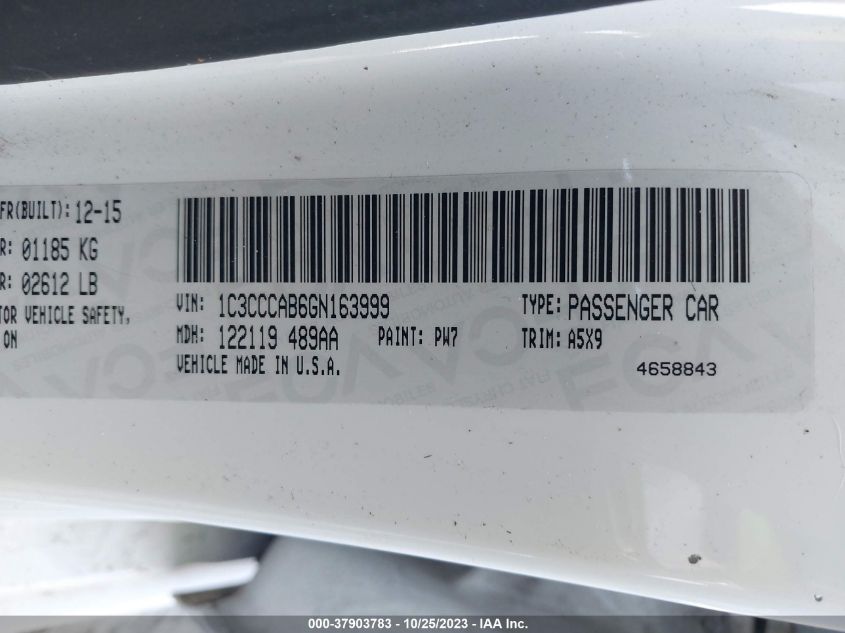 FR(BUILT): 12-15
R: 01185 KG
R: 02612 LB
TOR VEHICLE SAFETY,
ON
VIN: 1C3CCCAB6GN163999
TYPE: PASSENGER CAR
MDH: 122119 489AA
PAINT: PW7
TRIM: A5X9
VEHICLE MADE IN U.S.A.
4658843
000-37903783 - 10/25/2023 - IAA Inc.